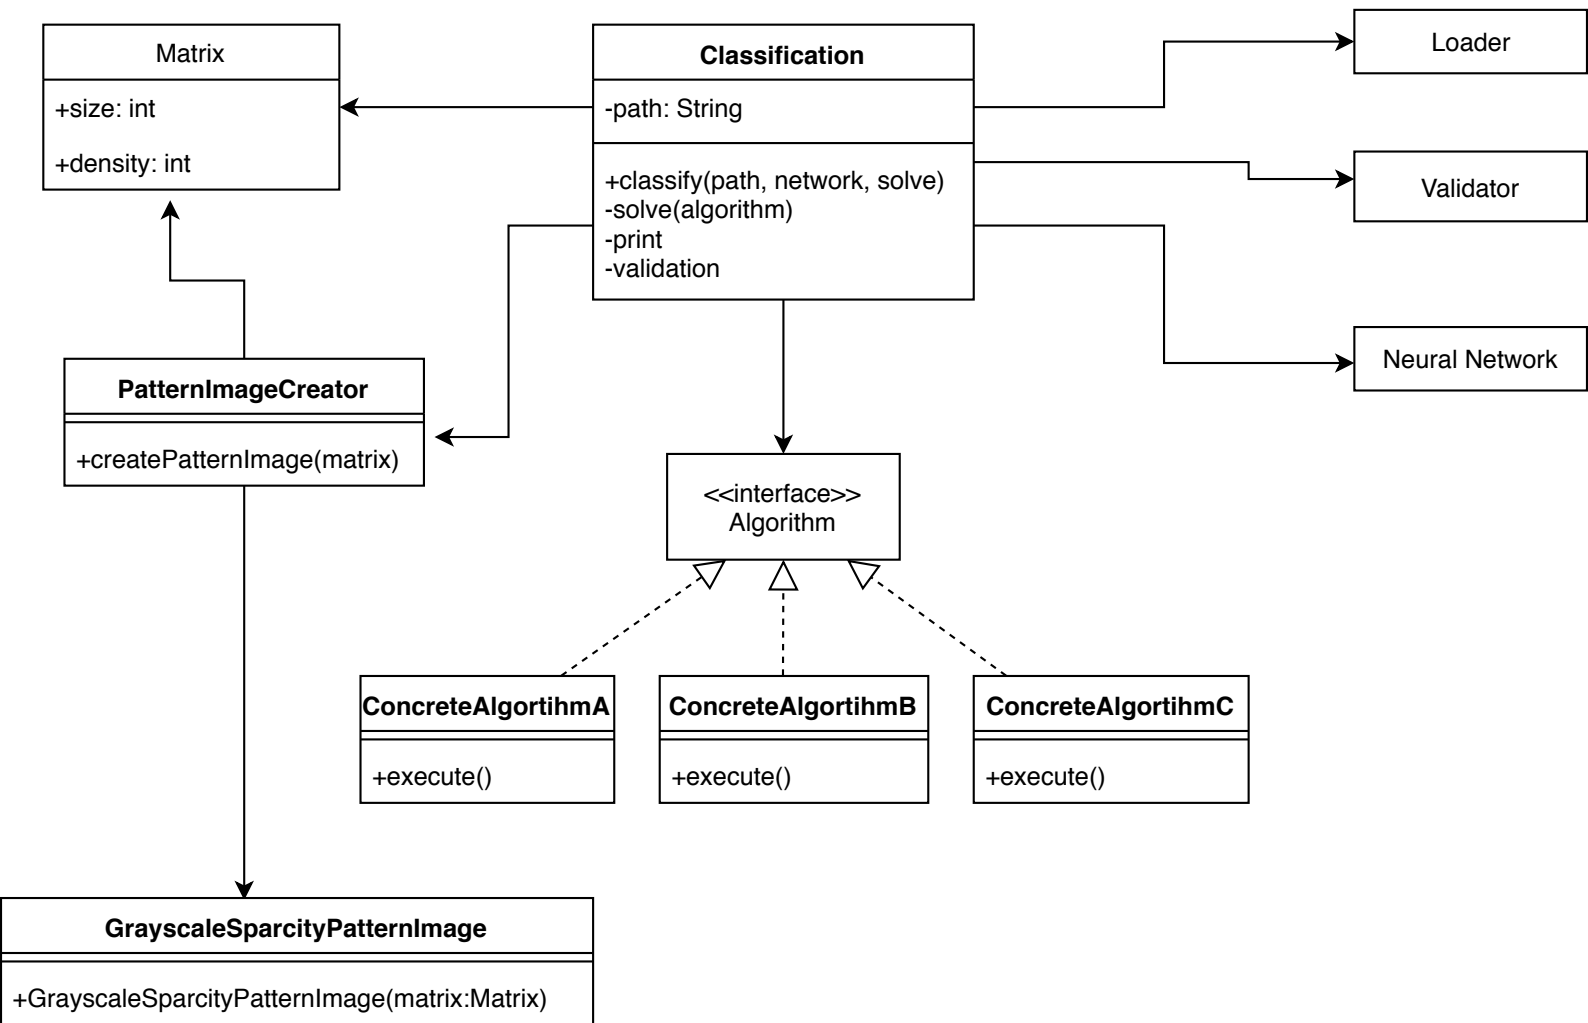 Matrix
+size: int
+density: int
Classification
-path: String
+classify(path, network, solve)
-solve(algorithm)
-print
-validation
Loader
Validator
Neural Network
PatternImageCreator
+createPatternImage(matrix)
<<interface>>
Algorithm
ConcreteAlgortihmA
+execute()
ConcreteAlgortihmB
+execute()
ConcreteAlgortihmC
+execute()
GrayscaleSparcityPatternImage
+GrayscaleSparcityPatternImage(matrix:Matrix)